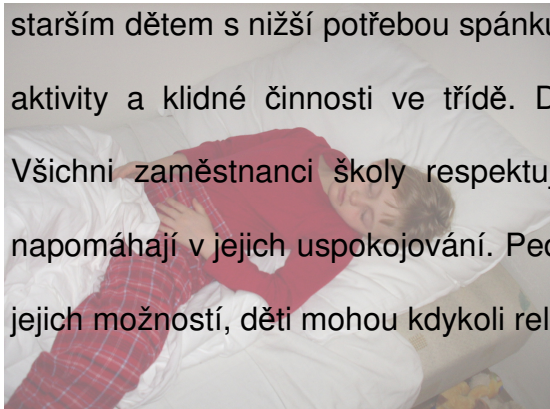 starším dětem s nižší potřebou spánku
aktivity a klidné činnosti ve třídě. D
Všichni zaměstnanci školy respektuj
napomáhají v jejich uspokojování. Ped
jejich možností, děti mohou kdykoli rel